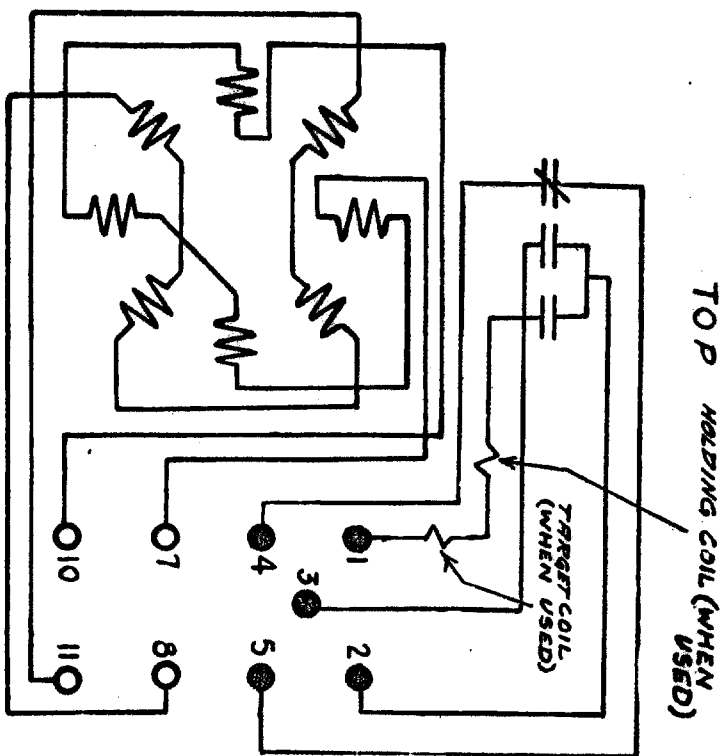 TOP
HOLDING COIL (WHEN
USED)
TARGET COIL
(WHEN USED)
1
2
3
4
5
7
8
10
11